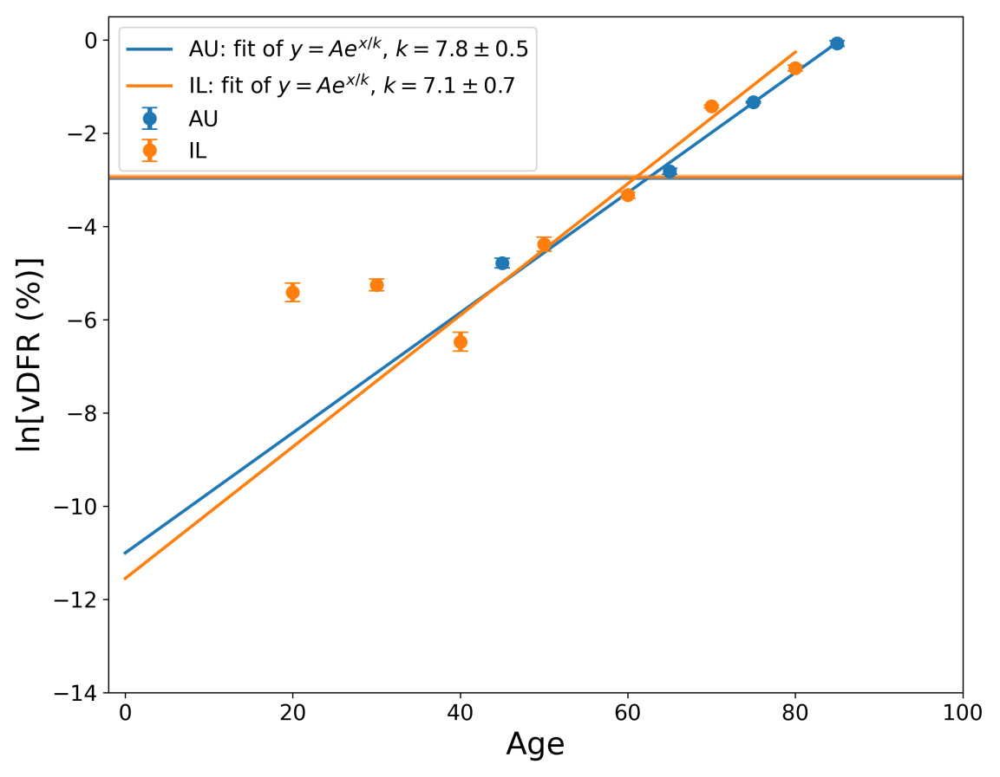 AU: fit of y = Ae^{x/k}, k = 7.8 ± 0.5
IL: fit of y = Ae^{x/k}, k = 7.1 ± 0.7
AU
IL
0
−2
−4
−6
−8
−10
−12
−14
ln[vDFR (%)]
0 20 40 60 80 100
Age